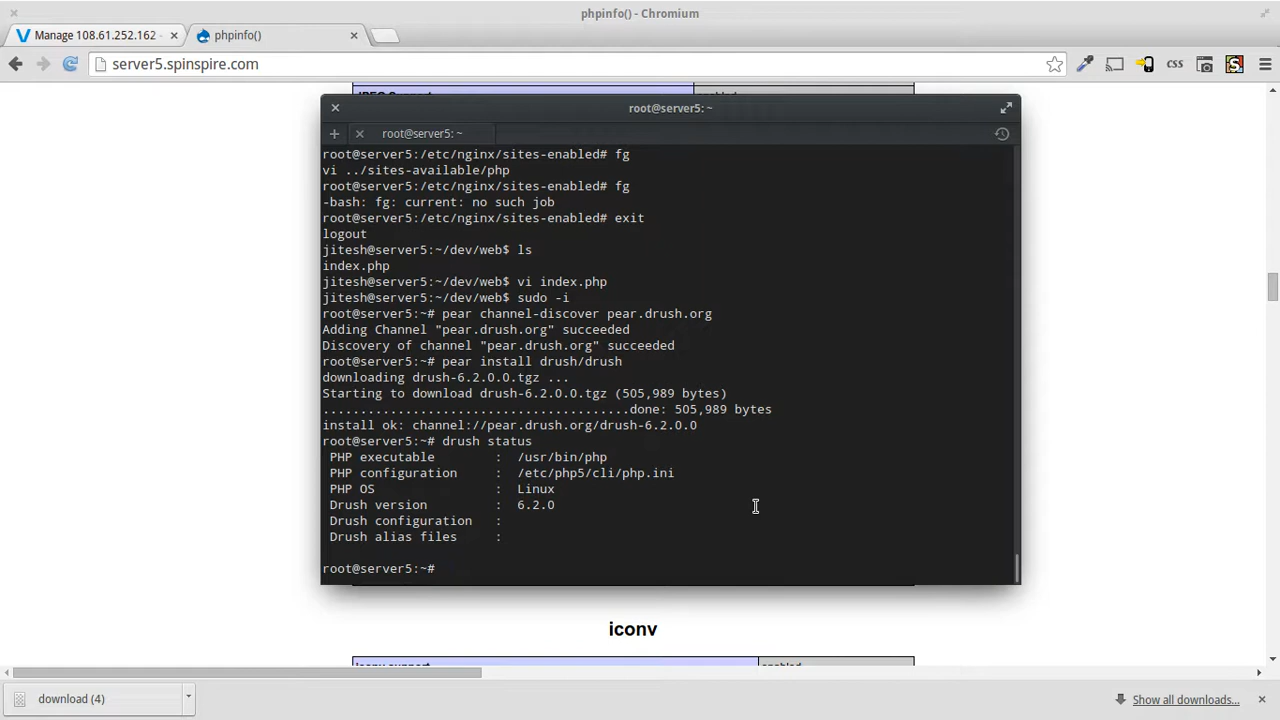 phpinfo() - Chromium
Manage 108.61.252.162
phpinfo()
server5.spinspire.com
CSS
root@server5: ~
root@server5: ~
root@server5:/etc/nginx/sites-enabled# fg
vi ../sites-available/php
root@server5:/etc/nginx/sites-enabled# fg
-bash: fg: current: no such job
root@server5:/etc/nginx/sites-enabled# exit
logout
jitesh@server5:~/dev/web$ ls
index.php
jitesh@server5:~/dev/web$ vi index.php
jitesh@server5:~/dev/web$ sudo -i
root@server5:~# pear channel-discover pear.drush.org
Adding Channel "pear.drush.org" succeeded
Discovery of channel "pear.drush.org" succeeded
root@server5:~# pear install drush/drush
downloading drush-6.2.0.0.tgz ...
Starting to download drush-6.2.0.0.tgz (505,989 bytes)
.......................................done: 505,989 bytes
install ok: channel://pear.drush.org/drush-6.2.0.0
root@server5:~# drush status
PHP executable : /usr/bin/php
PHP configuration : /etc/php5/cli/php.ini
PHP OS : Linux
Drush version : 6.2.0
Drush configuration :
Drush alias files :
root@server5:~#
iconv
download (4)
Show all downloads...